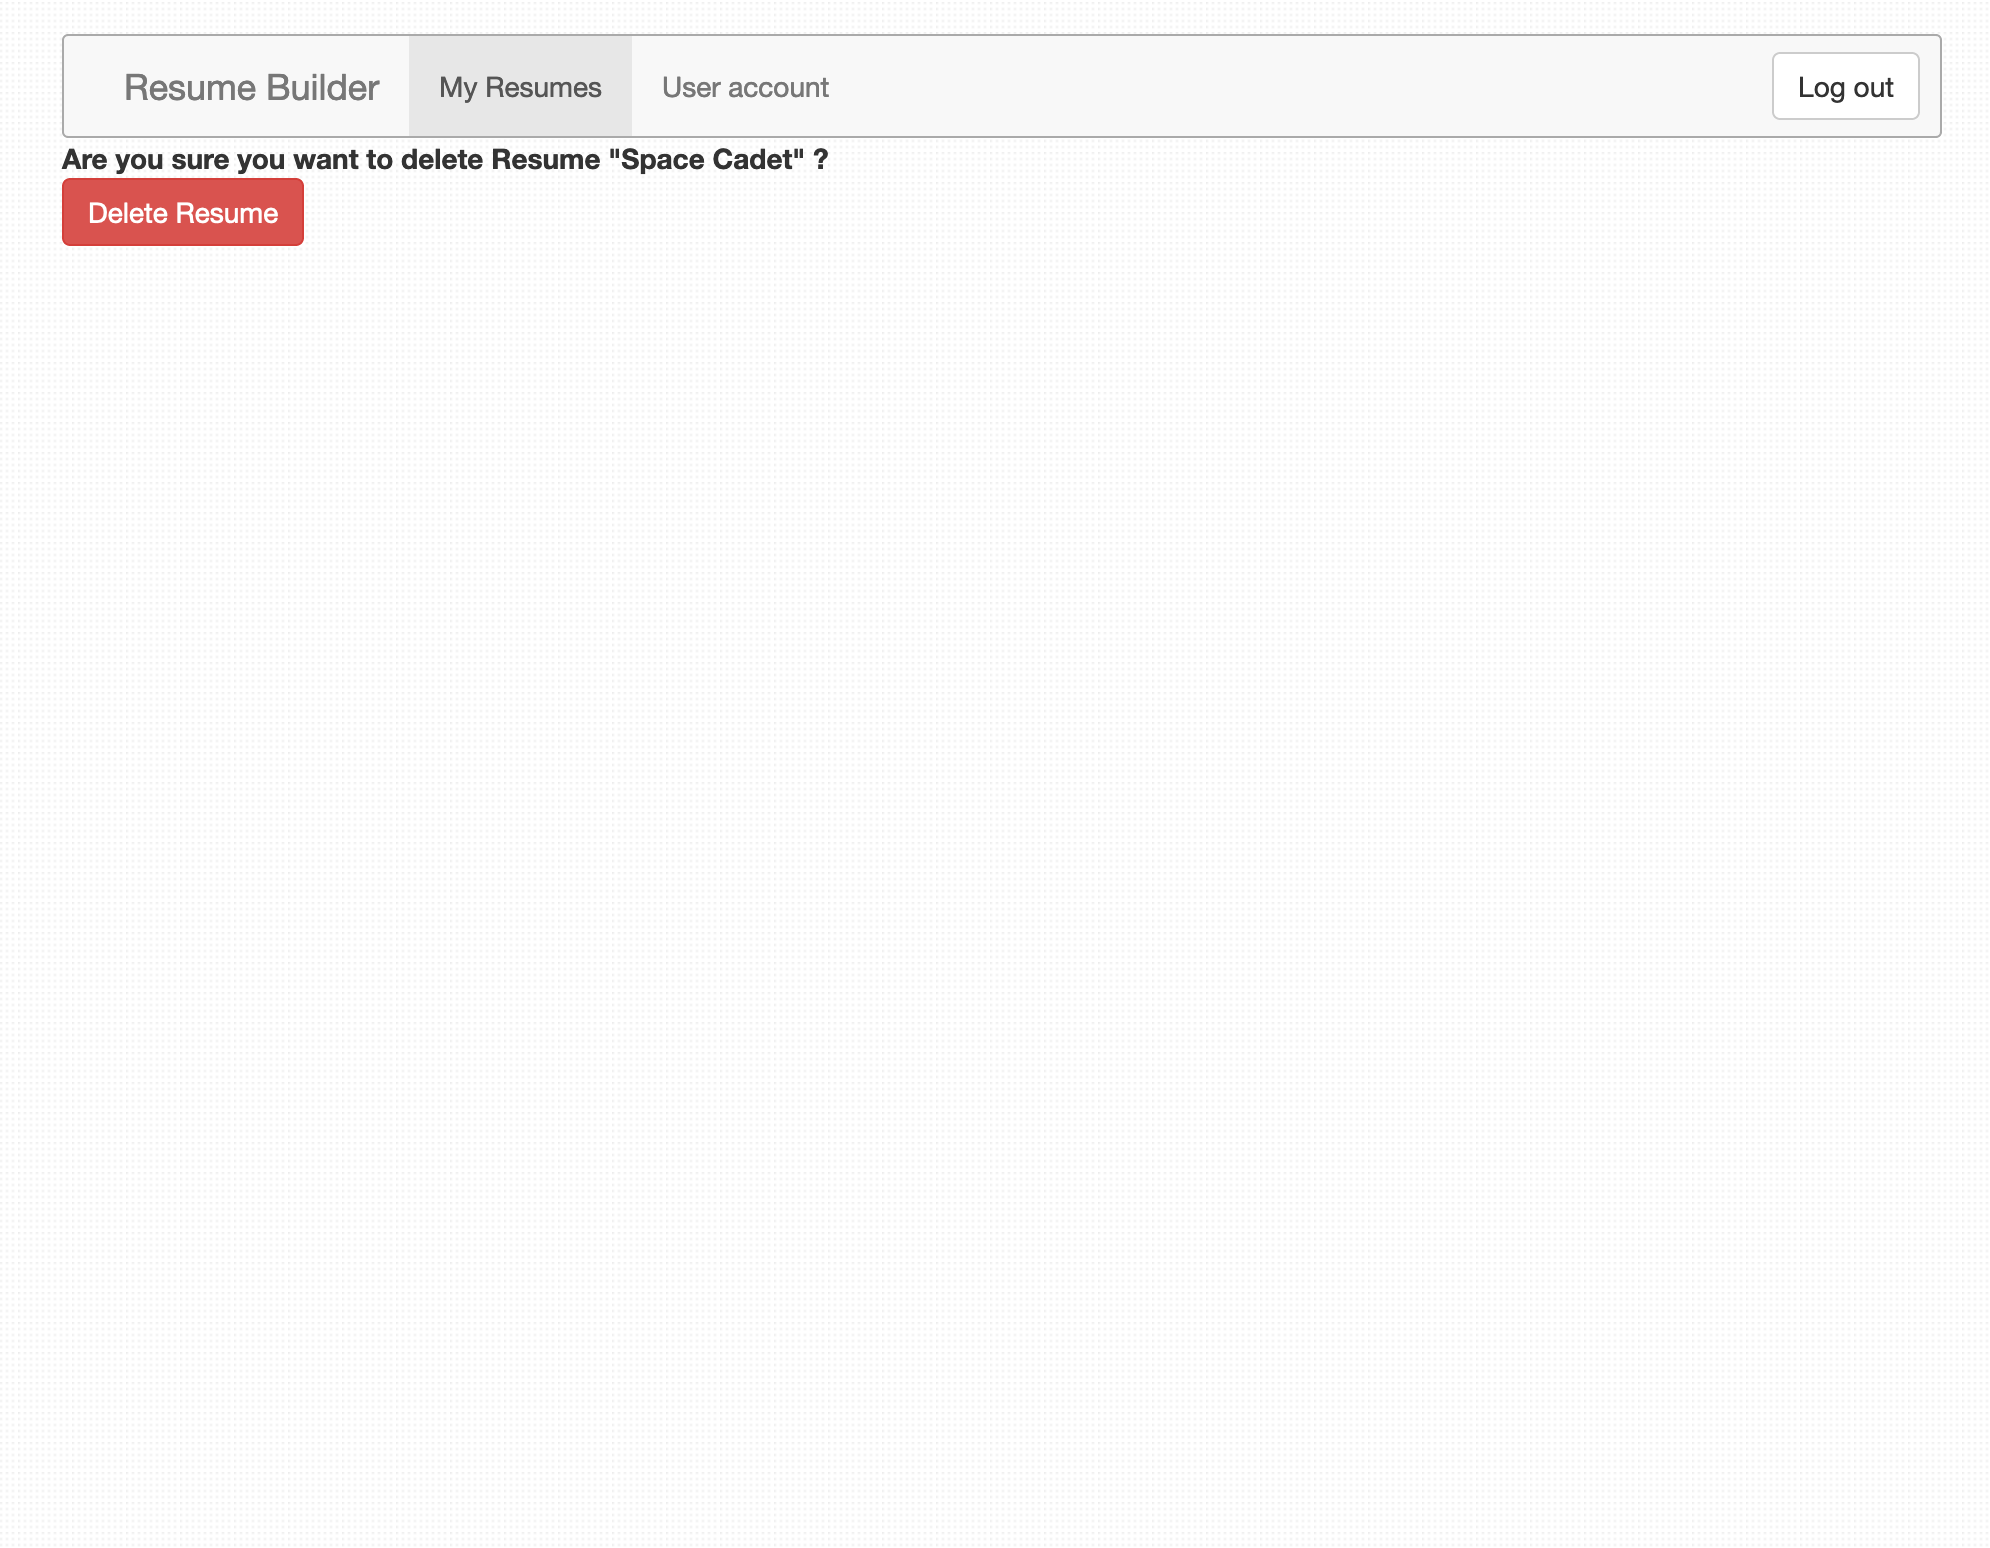 Resume Builder My Resumes User account Log out
Are you sure you want to delete Resume "Space Cadet" ?
Delete Resume